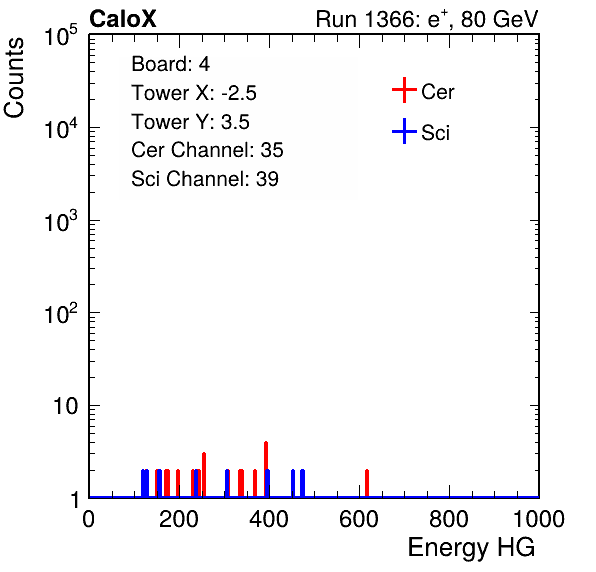 CaloX Run 1366: e⁺, 80 GeV
Counts
Board: 4
Tower X: -2.5
Tower Y: 3.5
Cer Channel: 35
Sci Channel: 39
Cer
Sci
10⁵
10⁴
10³
10²
10
1
0 200 400 600 800 1000
Energy HG